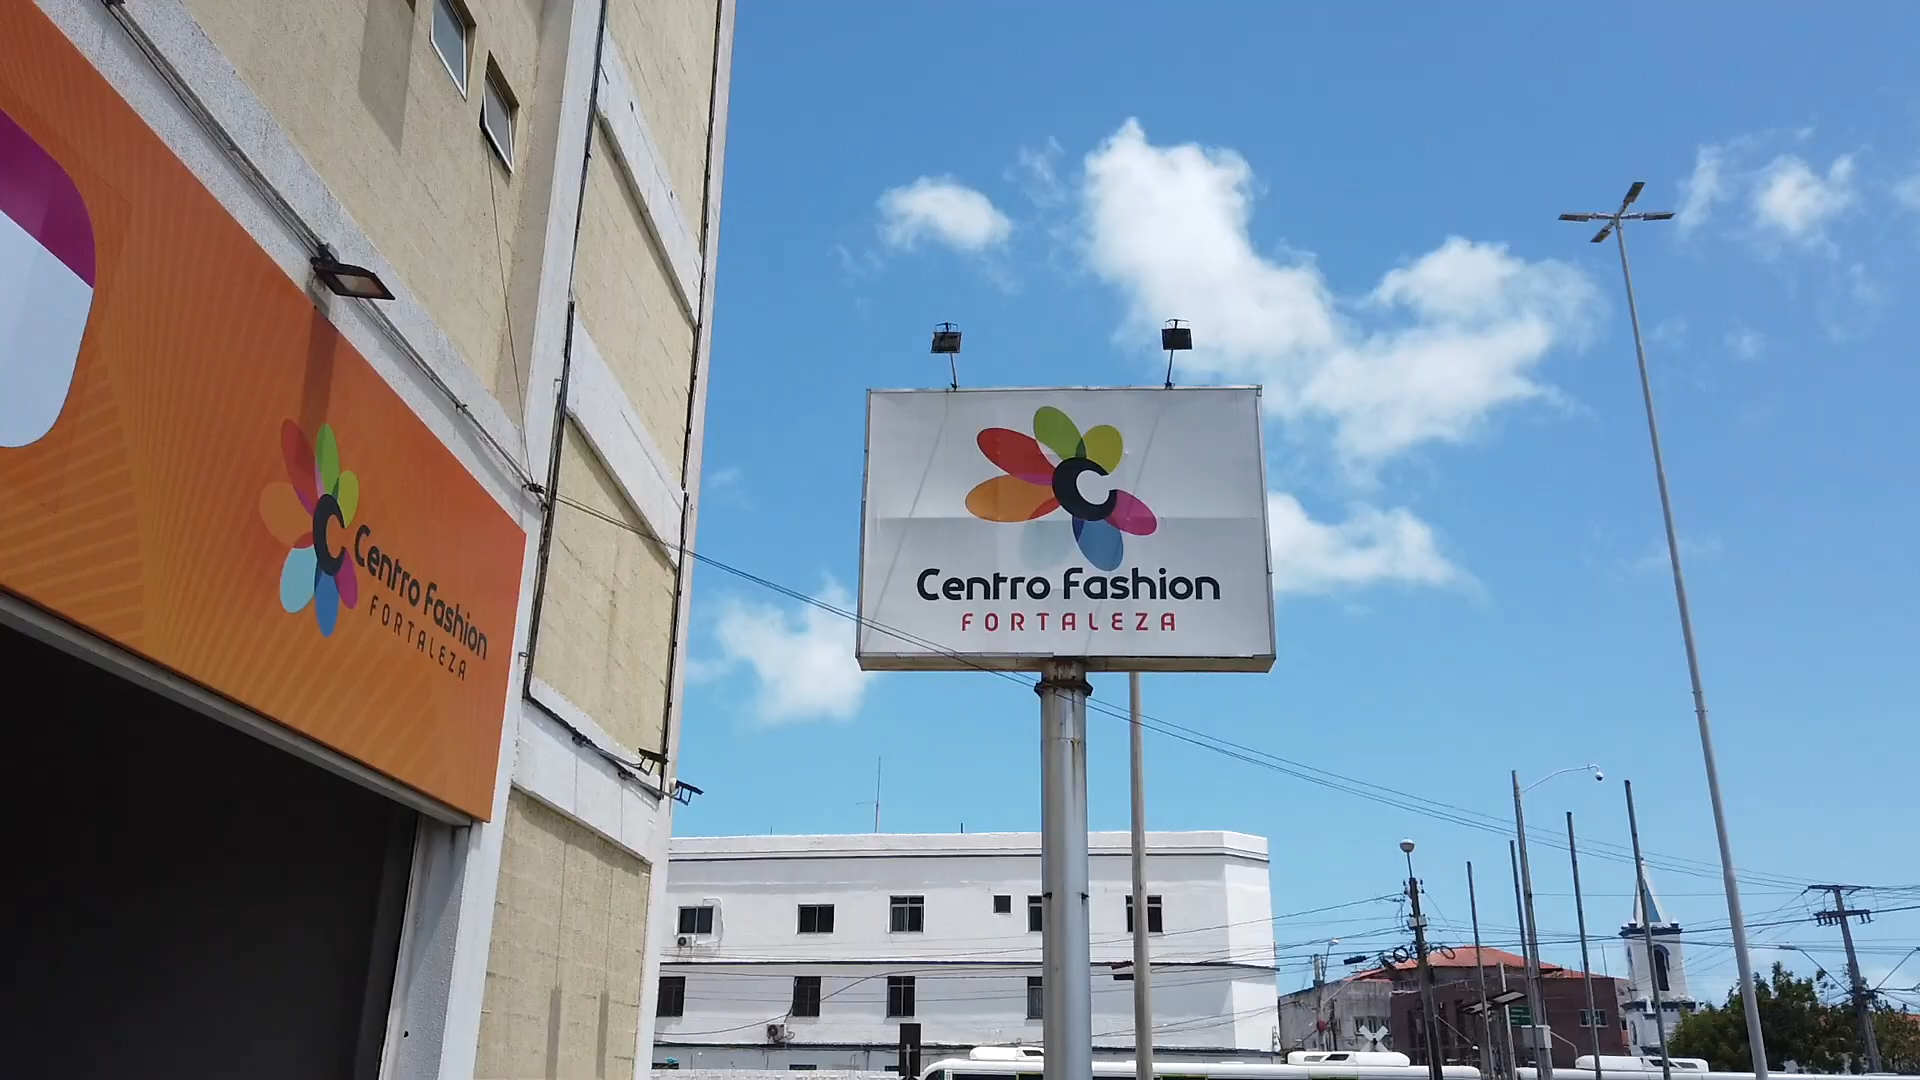 C
Centro Fashion
FORTALEZA
C
Centro Fashion
FORTALEZA